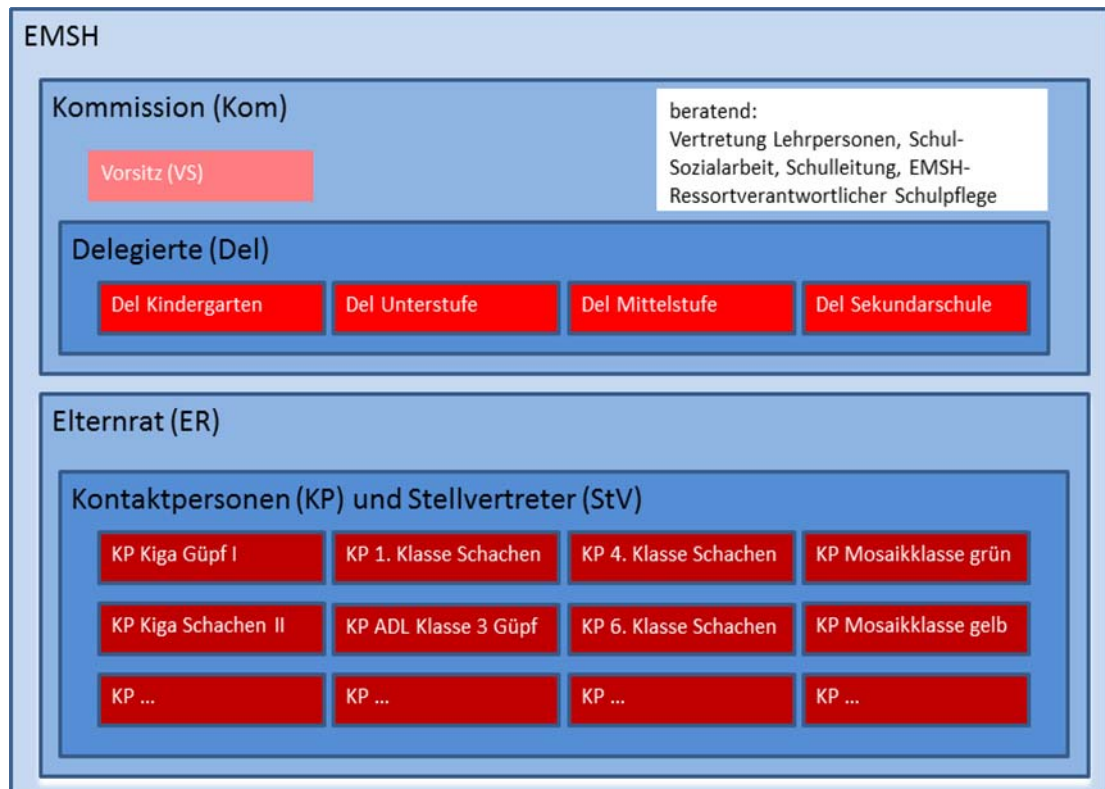 EMSH
Kommission (Kom)
Vorsitz (VS)
beratend:
Vertretung Lehrpersonen, Schul-
Sozialarbeit, Schulleitung, EMSH-
Ressortverantwortlicher Schulpflege
Delegierte (Del)
Del Kindergarten
Del Unterstufe
Del Mittelstufe
Del Sekundarschule
Elternrat (ER)
Kontaktpersonen (KP) und Stellvertreter (StV)
KP Kiga Güpf I
KP 1. Klasse Schachen
KP 4. Klasse Schachen
KP Mosaikklasse grün
KP Kiga Schachen II
KP ADL Klasse 3 Güpf
KP 6. Klasse Schachen
KP Mosaikklasse gelb
KP ...
KP ...
KP ...
KP ...